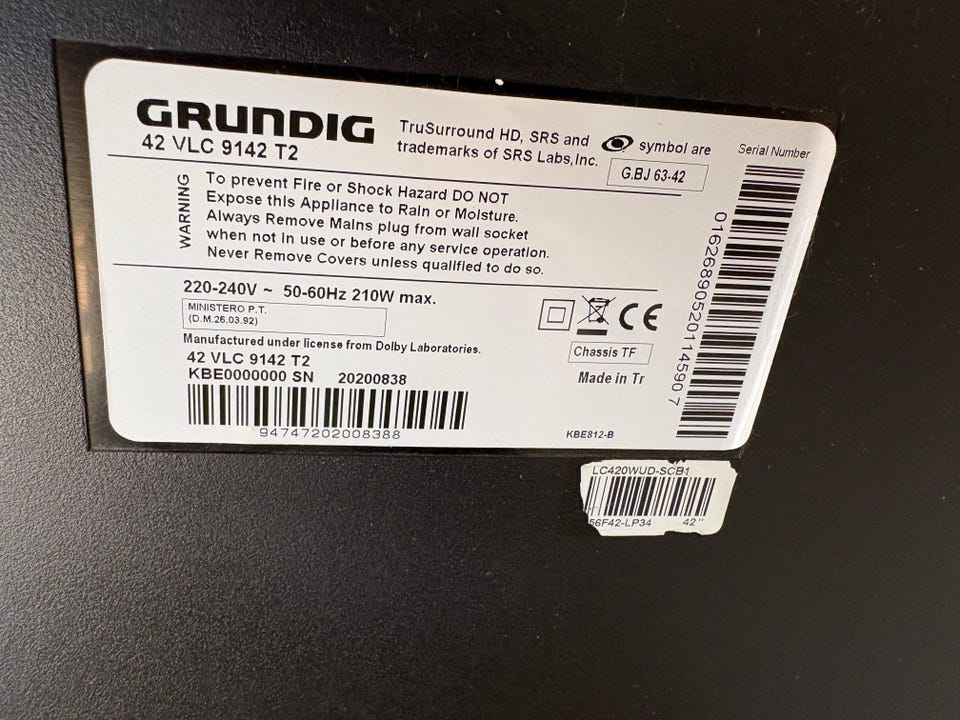 GRUNDIG
42 VLC 9142 T2
TruSurround HD, SRS and symbol are
trademarks of SRS Labs,Inc.
G.BJ 63-42
Serial Number
WARNING
To prevent Fire or Shock Hazard DO NOT
Expose this Appliance to Rain or Moisture.
Always Remove Mains plug from wall socket
when not in use or before any service operation.
Never Remove Covers unless qualified to do so.
220-240V ~ 50-60Hz 210W max.
MINISTERO P.T.
(D.M.26.03.92)
CE
Manufactured under license from Dolby Laboratories.
Chassis TF
42 VLC 9142 T2
KBE0000000 SN 20200838
Made in Tr
94747202008388
KBE812-B
01626890520114590 7
LC420WUD-SCB1
56F42-LP34 42"